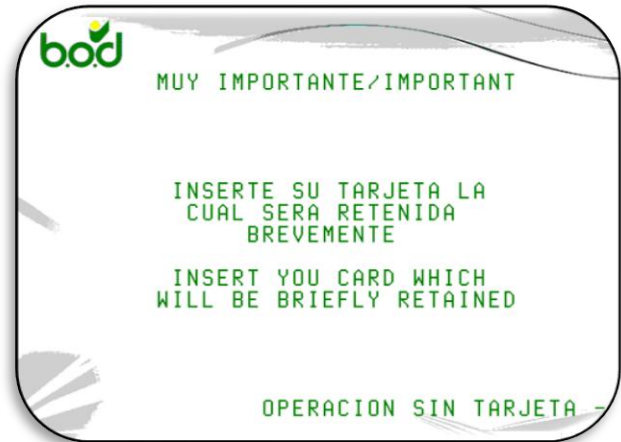 b.o.d
MUY IMPORTANTE/IMPORTANT
INSERTE SU TARJETA LA
CUAL SERA RETENIDA
BREVEMENTE
INSERT YOU CARD WHICH
WILL BE BRIEFLY RETAINED
OPERACION SIN TARJETA -